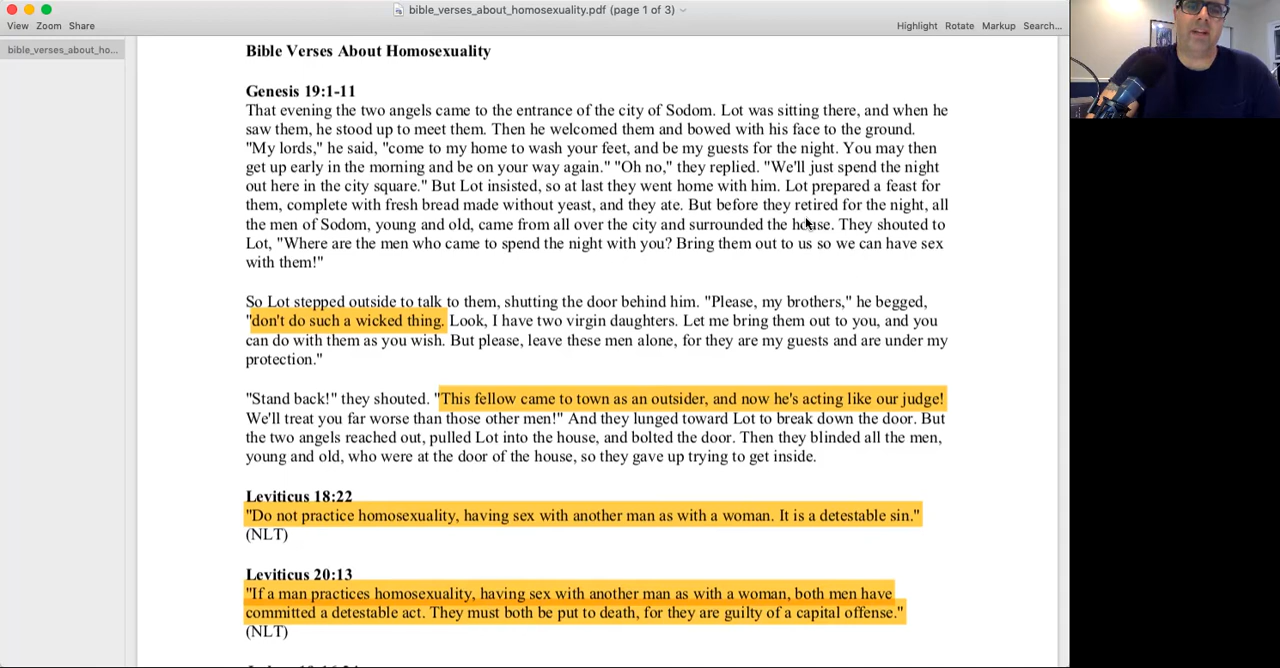 bible_verses_about_homosexuality.pdf (page 1 of 3)
View Zoom Share
Highlight Rotate Markup Search...
bible_verses_about_ho...
Bible Verses About Homosexuality
Genesis 19:1-11
That evening the two angels came to the entrance of the city of Sodom. Lot was sitting there, and when he
saw them, he stood up to meet them. Then he welcomed them and bowed with his face to the ground.
"My lords," he said, "come to my home to wash your feet, and be my guests for the night. You may then
get up early in the morning and be on your way again." "Oh no," they replied. "We'll just spend the night
out here in the city square." But Lot insisted, so at last they went home with him. Lot prepared a feast for
them, complete with fresh bread made without yeast, and they ate. But before they retired for the night, all
the men of Sodom, young and old, came from all over the city and surrounded the house. They shouted to
Lot, "Where are the men who came to spend the night with you? Bring them out to us so we can have sex
with them!"
So Lot stepped outside to talk to them, shutting the door behind him. "Please, my brothers," he begged,
"don't do such a wicked thing. Look, I have two virgin daughters. Let me bring them out to you, and you
can do with them as you wish. But please, leave these men alone, for they are my guests and are under my
protection."
"Stand back!" they shouted. "This fellow came to town as an outsider, and now he's acting like our judge!
We'll treat you far worse than those other men!" And they lunged toward Lot to break down the door. But
the two angels reached out, pulled Lot into the house, and bolted the door. Then they blinded all the men,
young and old, who were at the door of the house, so they gave up trying to get inside.
Leviticus 18:22
"Do not practice homosexuality, having sex with another man as with a woman. It is a detestable sin."
(NLT)
Leviticus 20:13
"If a man practices homosexuality, having sex with another man as with a woman, both men have
committed a detestable act. They must both be put to death, for they are guilty of a capital offense."
(NLT)